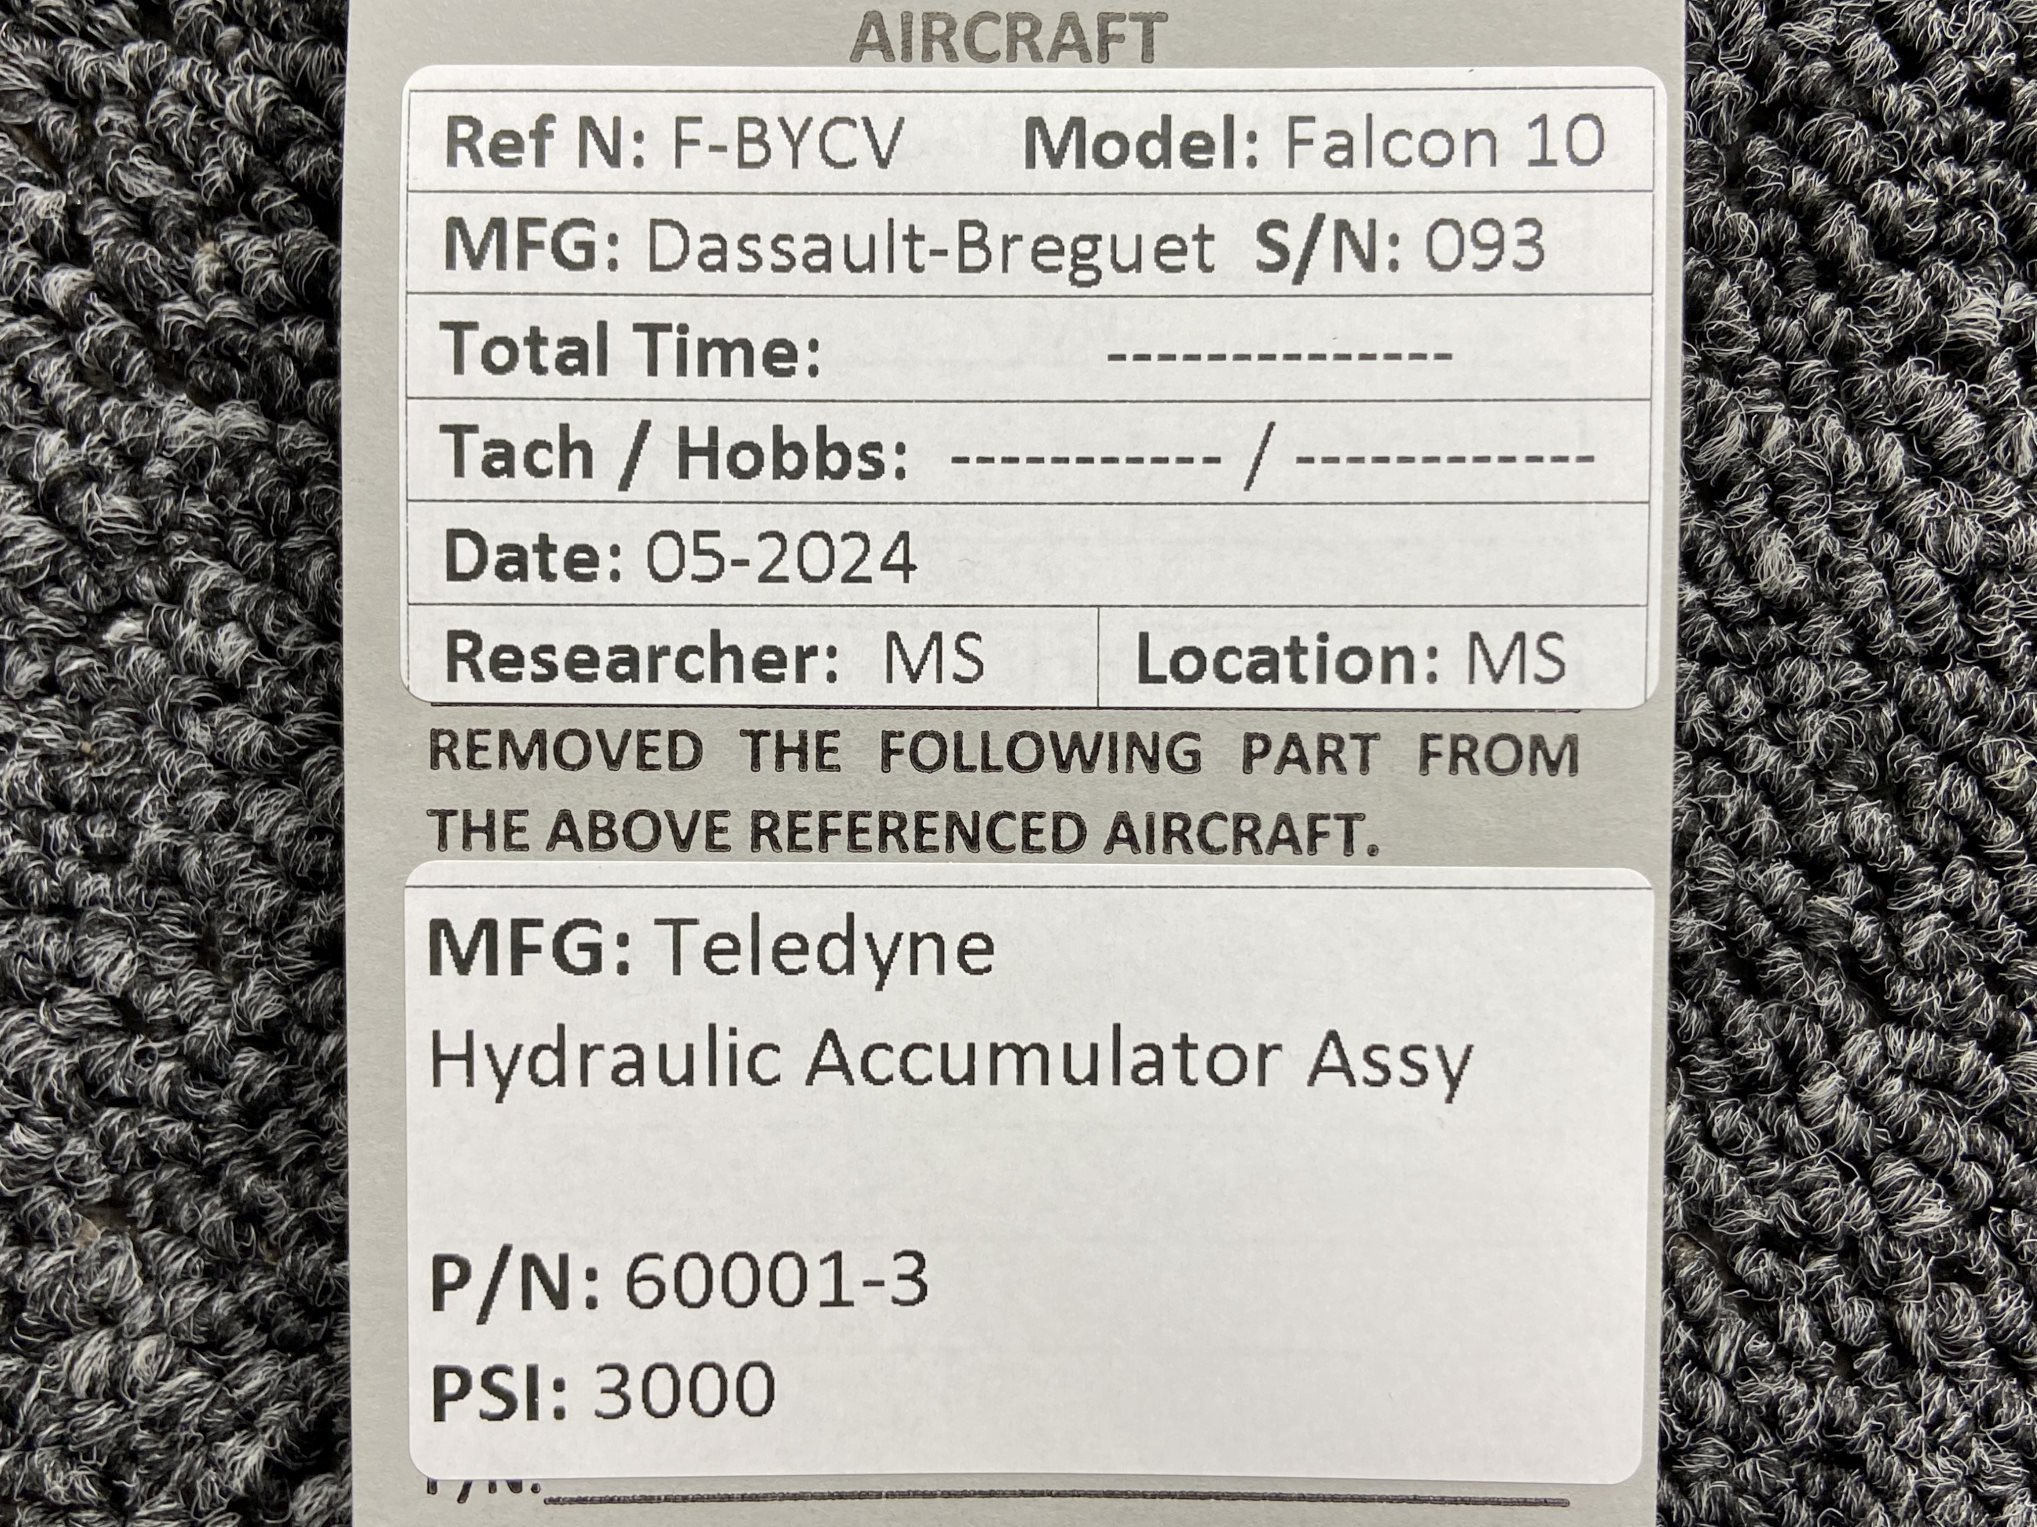 AIRCRAFT
Ref N: F-BYCV Model: Falcon 10
MFG: Dassault-Breguet S/N: 093
Total Time: --------------
Tach / Hobbs: ----------- / ------------
Date: 05-2024
Researcher: MS Location: MS
REMOVED THE FOLLOWING PART FROM
THE ABOVE REFERENCED AIRCRAFT.
MFG: Teledyne
Hydraulic Accumulator Assy
P/N: 60001-3
PSI: 3000
P/N: